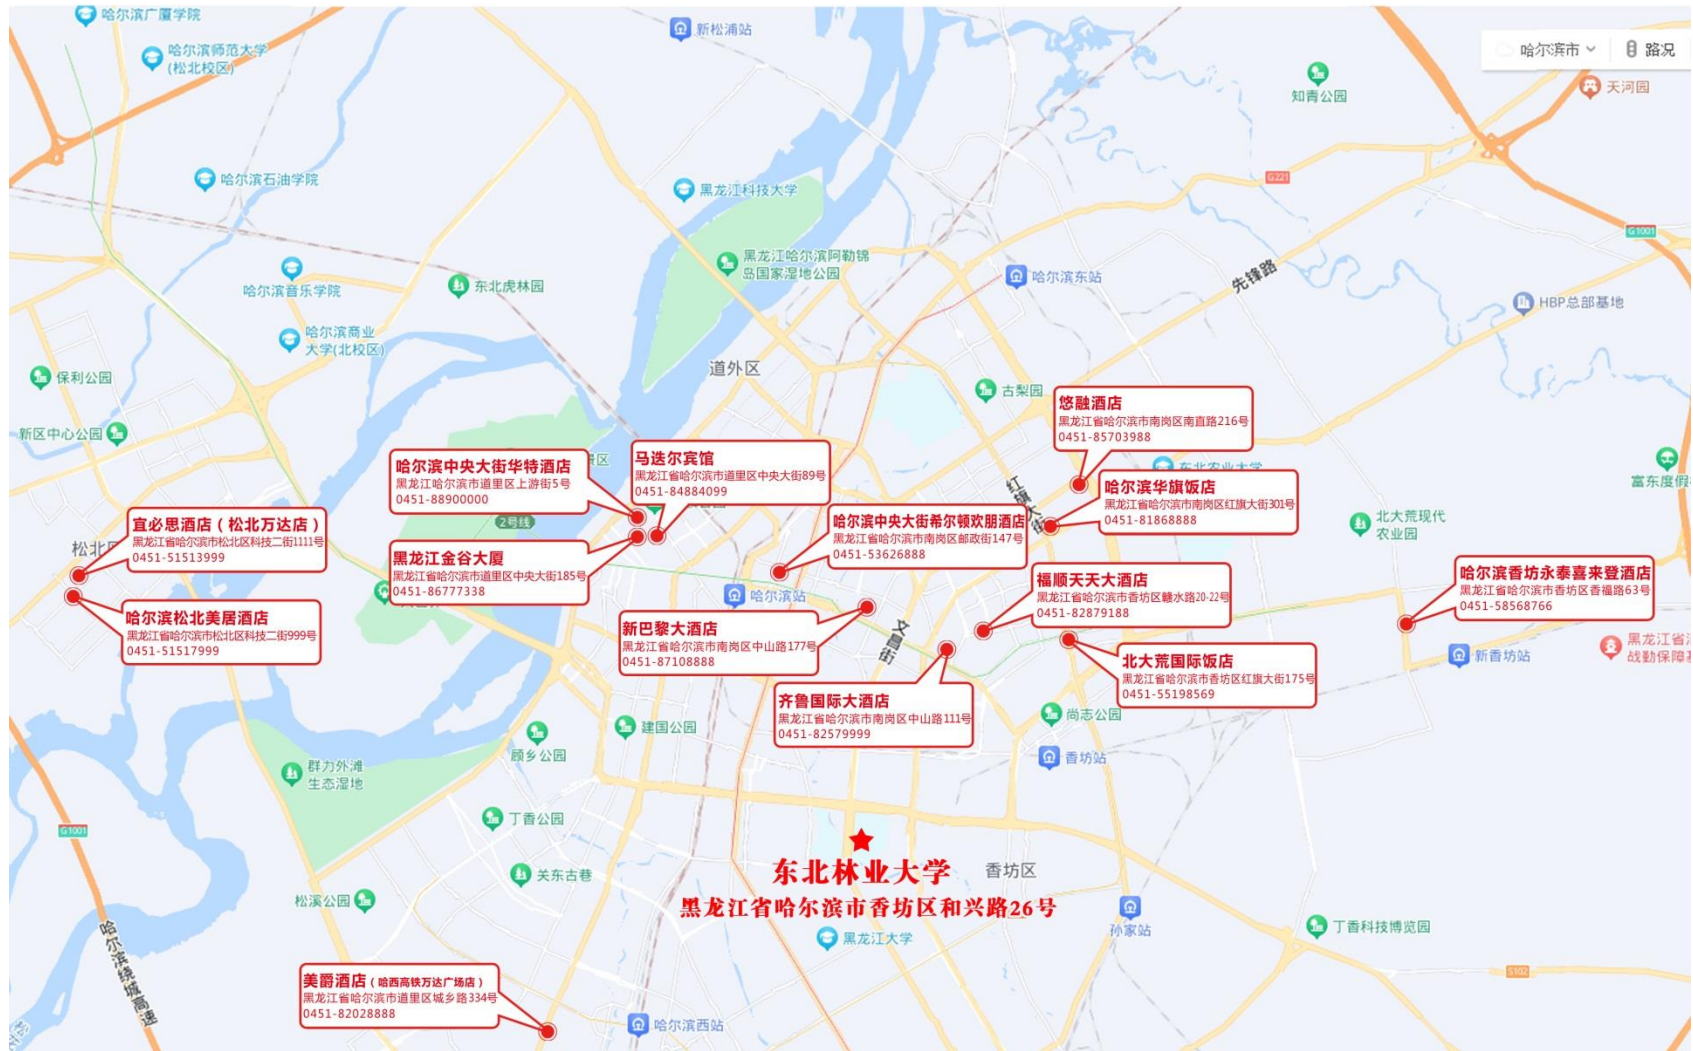 哈尔滨广厦学院
哈尔滨师范大学
(松北校区)
新松浦站
哈尔滨市
路况
知青公园
天河园
哈尔滨石油学院
黑龙江科技大学
G221
G1001
黑龙江哈尔滨阿勒锦
岛国家湿地公园
哈尔滨音乐学院
东北虎林园
哈尔滨东站
先锋路
HBP总部基地
哈尔滨商业
大学(北校区)
道外区
保利公园
古梨园
新区中心公园
悠融酒店
黑龙江省哈尔滨市南岗区南直路216号
0451-85703988
哈尔滨中央大街华特酒店
黑龙江哈尔滨市道里区上游街5号
0451-88900000
景区
马迭尔宾馆
黑龙江省哈尔滨市道里区中央大街89号
0451-84884099
东北农业大学
哈尔滨华旗饭店
黑龙江省哈尔滨市南岗区红旗大街301号
0451-81868888
红旗大街
富东度假
宜必思酒店（松北万达店）
黑龙江省哈尔滨市松北区科技二街1111号
0451-51513999
松北区
2号线
哈尔滨中央大街希尔顿欢朋酒店
黑龙江省哈尔滨市南岗区邮政街147号
0451-53626888
北大荒现代
农业园
黑龙江金谷大厦
黑龙江省哈尔滨市道里区中央大街185号
0451-86777338
福顺天天大酒店
黑龙江省哈尔滨市香坊区赣水路20-22号
0451-82879188
哈尔滨香坊永泰喜来登酒店
黑龙江省哈尔滨市香坊区香福路63号
0451-58568766
哈尔滨站
哈尔滨松北美居酒店
黑龙江省哈尔滨市松北区科技二街999号
0451-51517999
新巴黎大酒店
黑龙江省哈尔滨市南岗区中山路177号
0451-87108888
文昌街
北大荒国际饭店
黑龙江省哈尔滨市香坊区红旗大街175号
0451-55198569
新香坊站
黑龙江省消
战勤保障基
齐鲁国际大酒店
黑龙江省哈尔滨市南岗区中山路111号
0451-82579999
尚志公园
建国公园
顾乡公园
香坊站
群力外滩
生态湿地
丁香公园
G1001
关东古巷
东北林业大学
黑龙江省哈尔滨市香坊区和兴路26号
香坊区
松溪公园
孙家站
丁香科技博览园
黑龙江大学
哈尔滨绕城高速
S102
美爵酒店（哈西高铁万达广场店）
黑龙江省哈尔滨市道里区城乡路334号
0451-82028888
哈尔滨西站